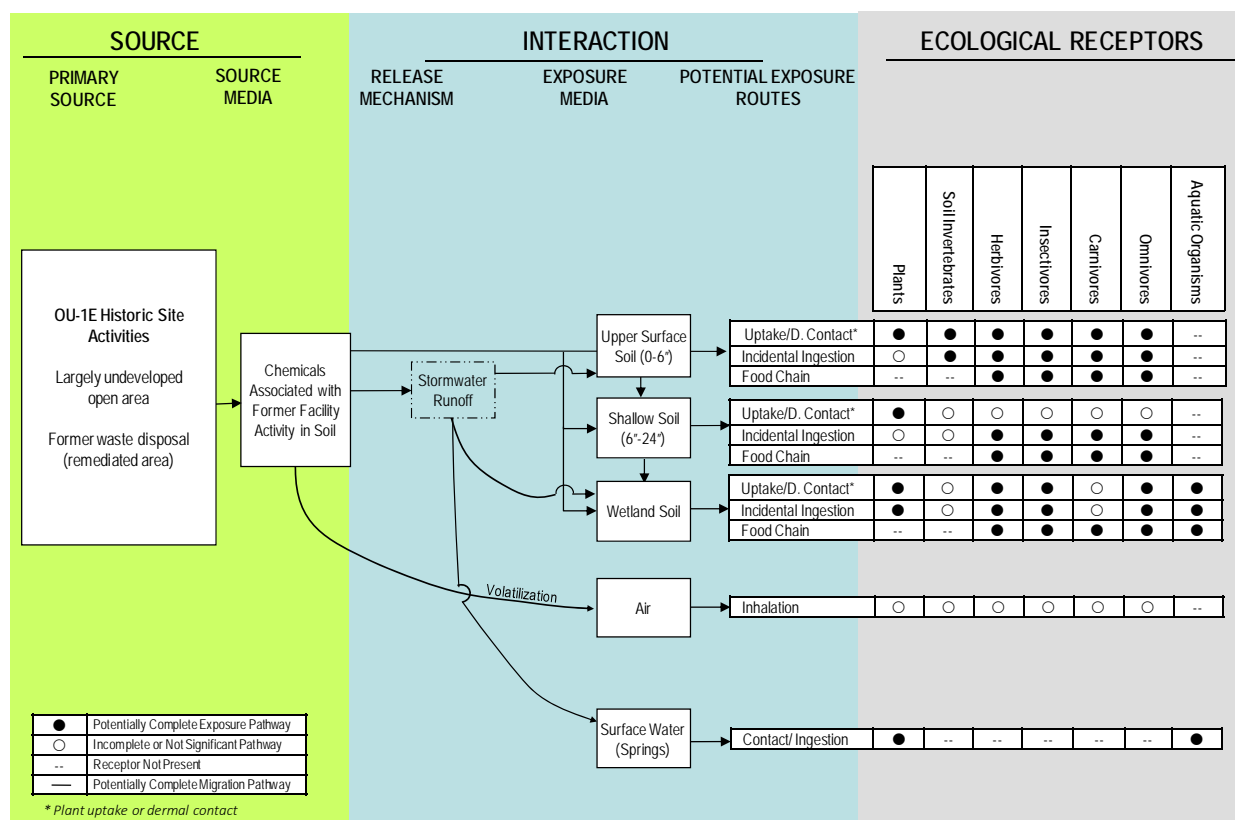 SOURCE
INTERACTION
ECOLOGICAL RECEPTORS
PRIMARY
SOURCE
SOURCE
MEDIA
RELEASE
MECHANISM
EXPOSURE
MEDIA
POTENTIAL EXPOSURE
ROUTES
Plants
Soil Invertebrates
Herbivores
Insectivores
Carnivores
Omnivores
Aquatic Organisms
OU-1E Historic Site
Activities
Largely undeveloped
open area
Former waste disposal
(remediated area)
Chemicals
Associated with
Former Facility
Activity in Soil
Stormwater
Runoff
Upper Surface
Soil (0-6")
Uptake/D. Contact* ● ● ● ● ● ● --
Incidental Ingestion ○ ● ● ● ● ● --
Food Chain -- -- ● ● ● ● --
Shallow Soil
(6"-24")
Uptake/D. Contact* ● ○ ○ ○ ○ ○ --
Incidental Ingestion ○ ○ ● ● ● ● --
Food Chain -- -- ● ● ● ● --
Wetland Soil
Uptake/D. Contact* ● ○ ● ● ○ ● ●
Incidental Ingestion ● ○ ● ● ○ ● ●
Food Chain -- -- ● ● ● ● ●
Volatilization
Air
Inhalation ○ ○ ○ ○ ○ ○ --
Surface Water
(Springs)
Contact/ Ingestion ● -- -- -- -- -- ●
● Potentially Complete Exposure Pathway
○ Incomplete or Not Significant Pathway
-- Receptor Not Present
— Potentially Complete Migration Pathway
* Plant uptake or dermal contact